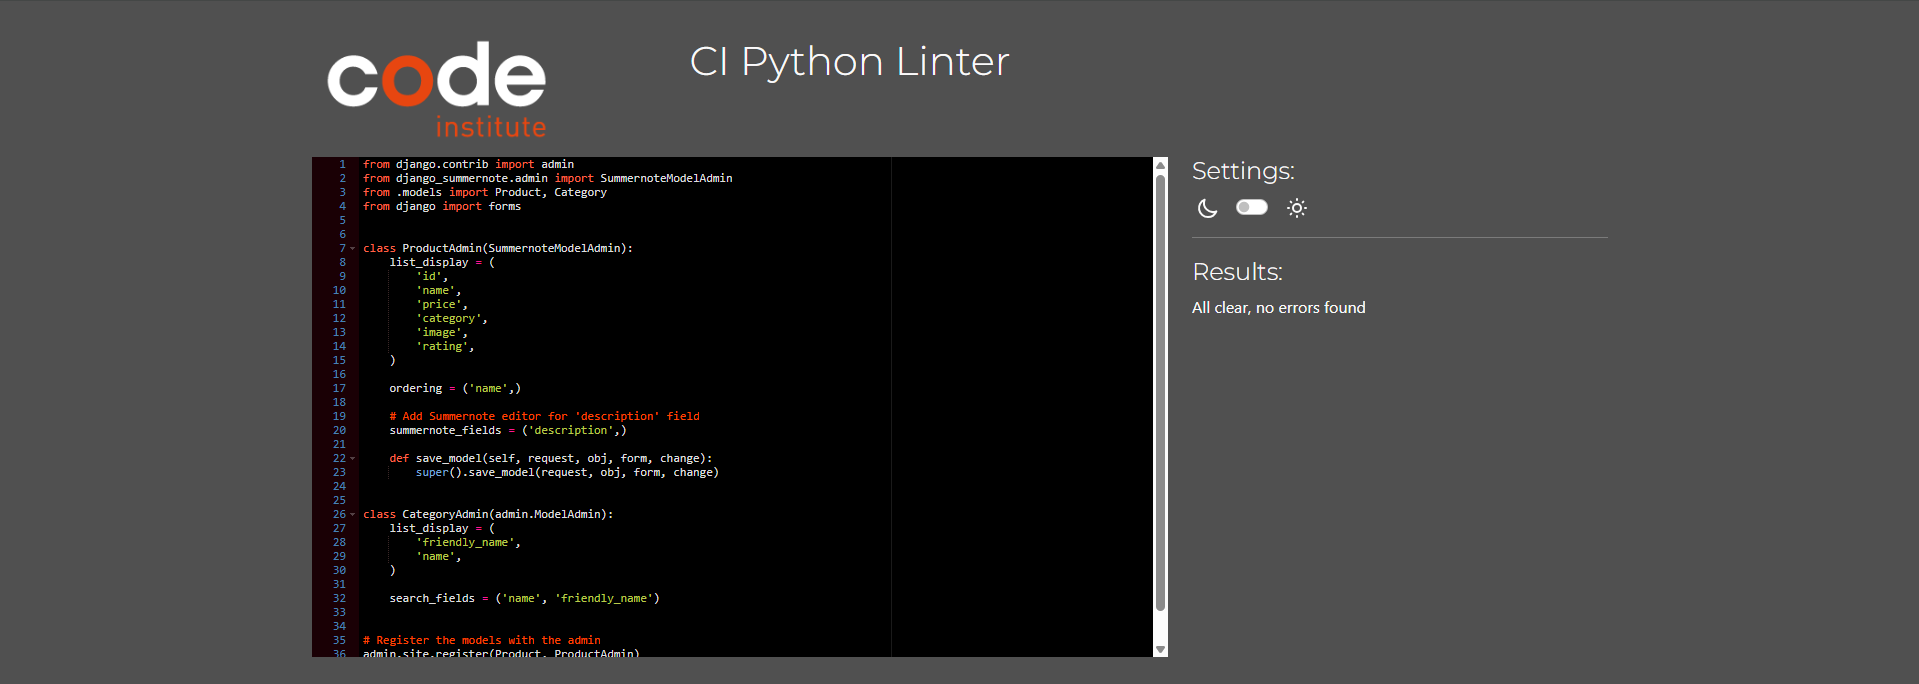 code
institute
CI Python Linter
1 from django.contrib import admin
2 from django_summernote.admin import SummernoteModelAdmin
3 from .models import Product, Category
4 from django import forms
5
6
7 class ProductAdmin(SummernoteModelAdmin):
8     list_display = (
9         'id',
10         'name',
11         'price',
12         'category',
13         'image',
14         'rating',
15     )
16
17     ordering = ('name',)
18
19     # Add Summernote editor for 'description' field
20     summernote_fields = ('description',)
21
22     def save_model(self, request, obj, form, change):
23         super().save_model(request, obj, form, change)
24
25
26 class CategoryAdmin(admin.ModelAdmin):
27     list_display = (
28         'friendly_name',
29         'name',
30     )
31
32     search_fields = ('name', 'friendly_name')
33
34
35 # Register the models with the admin
36 admin.site.register(Product, ProductAdmin)
Settings:
Results:
All clear, no errors found